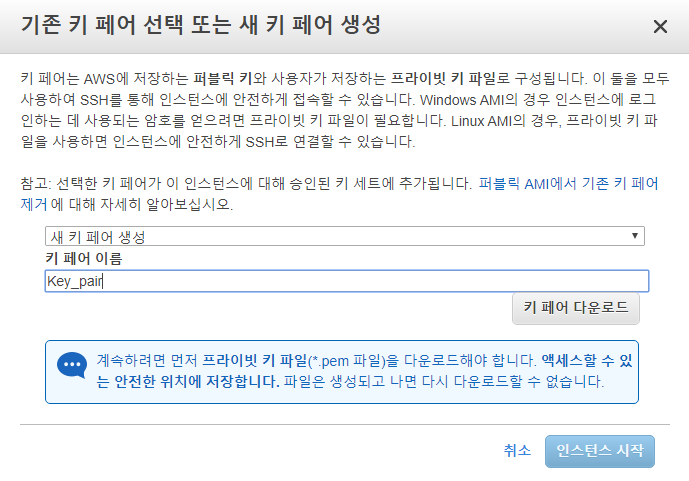 기존 키 페어 선택 또는 새 키 페어 생성
키 페어는 AWS에 저장하는 퍼블릭 키와 사용자가 저장하는 프라이빗 키 파일로 구성됩니다. 이 둘을 모두
사용하여 SSH를 통해 인스턴스에 안전하게 접속할 수 있습니다. Windows AMI의 경우 인스턴스에 로그
인하는 데 사용되는 암호를 얻으려면 프라이빗 키 파일이 필요합니다. Linux AMI의 경우, 프라이빗 키 파
일을 사용하면 인스턴스에 안전하게 SSH로 연결할 수 있습니다.
참고: 선택한 키 페어가 이 인스턴스에 대해 승인된 키 세트에 추가됩니다. 퍼블릭 AMI에서 기존 키 페어
제거에 대해 자세히 알아보십시오.
새 키 페어 생성
키 페어 이름
Key_pair
키 페어 다운로드
계속하려면 먼저 프라이빗 키 파일(*.pem 파일)을 다운로드해야 합니다. 액세스할 수 있
는 안전한 위치에 저장합니다. 파일은 생성되고 나면 다시 다운로드할 수 없습니다.
취소 인스턴스 시작